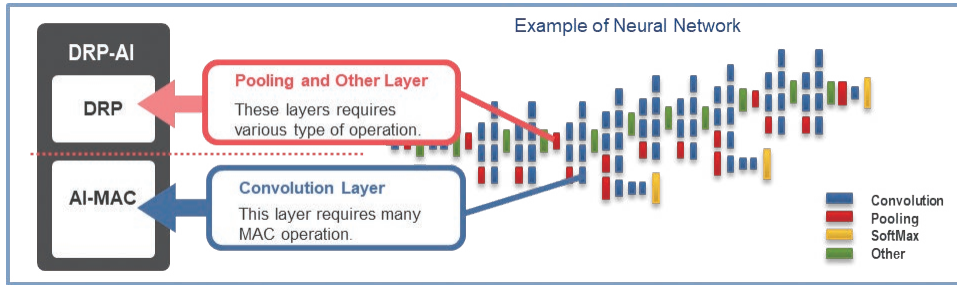 Example of Neural Network
DRP-AI
DRP
AI-MAC
Pooling and Other Layer
These layers requires
various type of operation.
Convolution Layer
This layer requires many
MAC operation.
Convolution
Pooling
SoftMax
Other